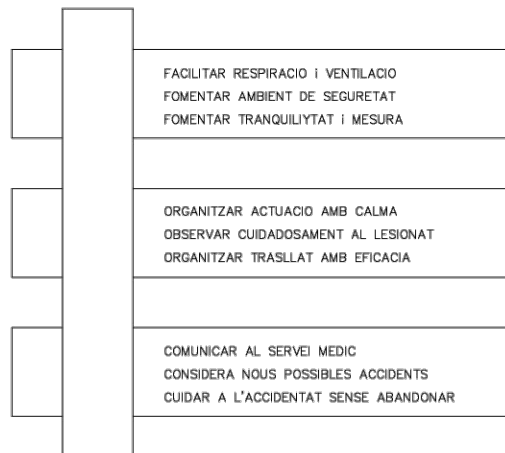 FACILITAR RESPIRACIO i VENTILACIO
FOMENTAR AMBIENT DE SEGURETAT
FOMENTAR TRANQUILIYTAT i MESURA
ORGANITZAR ACTUACIO AMB CALMA
OBSERVAR CUIDADOSAMENT AL LESIONAT
ORGANITZAR TRASLLAT AMB EFICACIA
COMUNICAR AL SERVEI MEDIC
CONSIDERA NOUS POSSIBLES ACCIDENTS
CUIDAR A L'ACCIDENTAT SENSE ABANDONAR